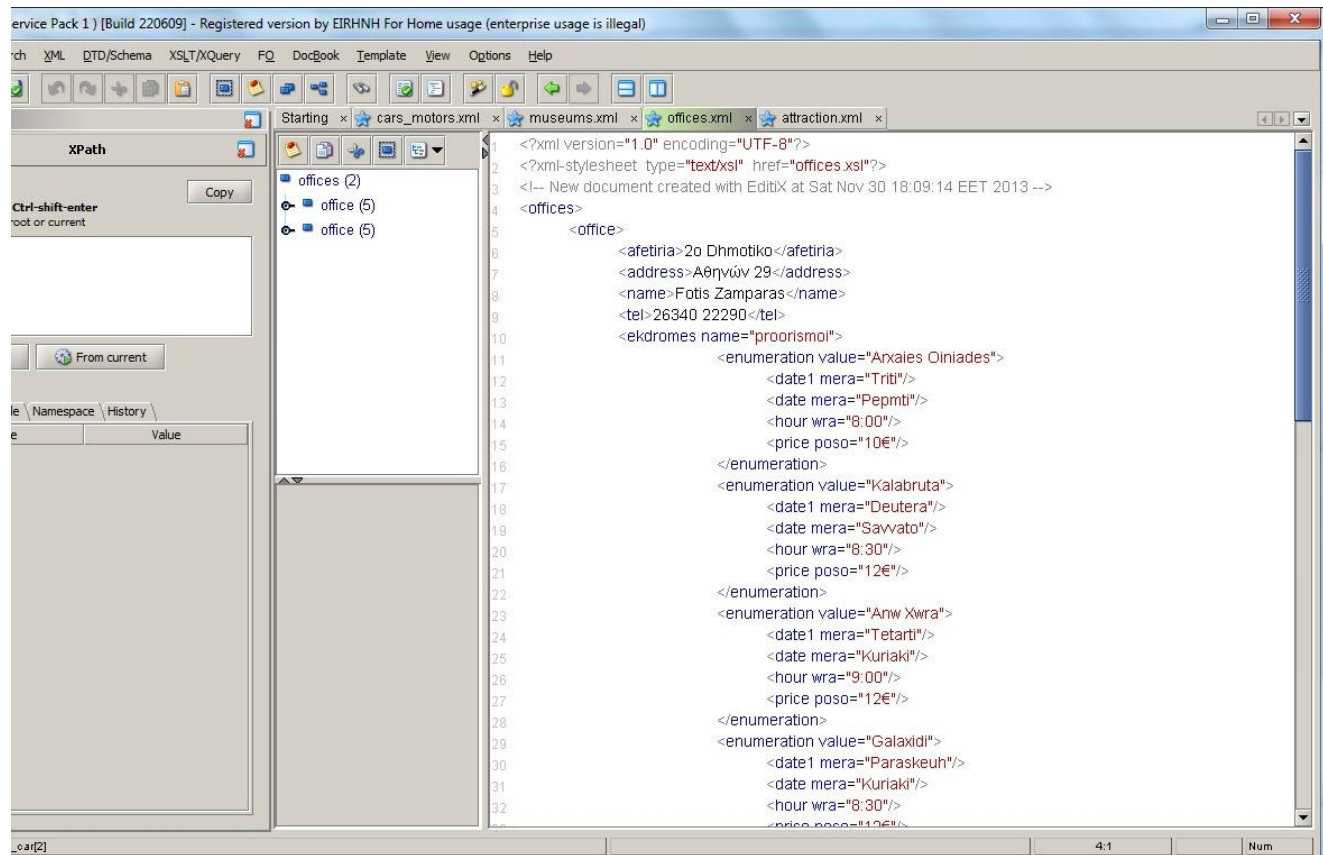 ervice Pack 1 ) [Build 220609] - Registered version by EIRHNH For Home usage (enterprise usage is illegal)
rch XML DTD/Schema XSLT/XQuery FO DocBook Template View Options Help
Starting cars_motors.xml museums.xml offices.xml attraction.xml
XPath
Copy
Ctrl-shift-enter
root or current
From current
le Namespace History
e Value
offices (2)
office (5)
office (5)
1 <?xml version="1.0" encoding="UTF-8"?>
2 <?xml-stylesheet type="text/xsl" href="offices.xsl"?>
3 <!-- New document created with EditiX at Sat Nov 30 18:09:14 EET 2013 -->
4 <offices>
5 <office>
6 <afetiria>2o Dhmotiko</afetiria>
7 <address>Αθηνών 29</address>
8 <name>Fotis Zamparas</name>
9 <tel>26340 22290</tel>
10 <ekdromes name="proorismoi">
11 <enumeration value="Arxaies Oiniades">
12 <date1 mera="Triti"/>
13 <date mera="Pepmti"/>
14 <hour wra="8:00"/>
15 <price poso="10€"/>
16 </enumeration>
17 <enumeration value="Kalabruta">
18 <date1 mera="Deutera"/>
19 <date mera="Savvato"/>
20 <hour wra="8:30"/>
21 <price poso="12€"/>
22 </enumeration>
23 <enumeration value="Anw Xwra">
24 <date1 mera="Tetarti"/>
25 <date mera="Kuriaki"/>
26 <hour wra="9:00"/>
27 <price poso="12€"/>
28 </enumeration>
29 <enumeration value="Galaxidi">
30 <date1 mera="Paraskeuh"/>
31 <date mera="Kuriaki"/>
32 <hour wra="8:30"/>
<price poso="12€"/>
_car[2] 4:1 Num